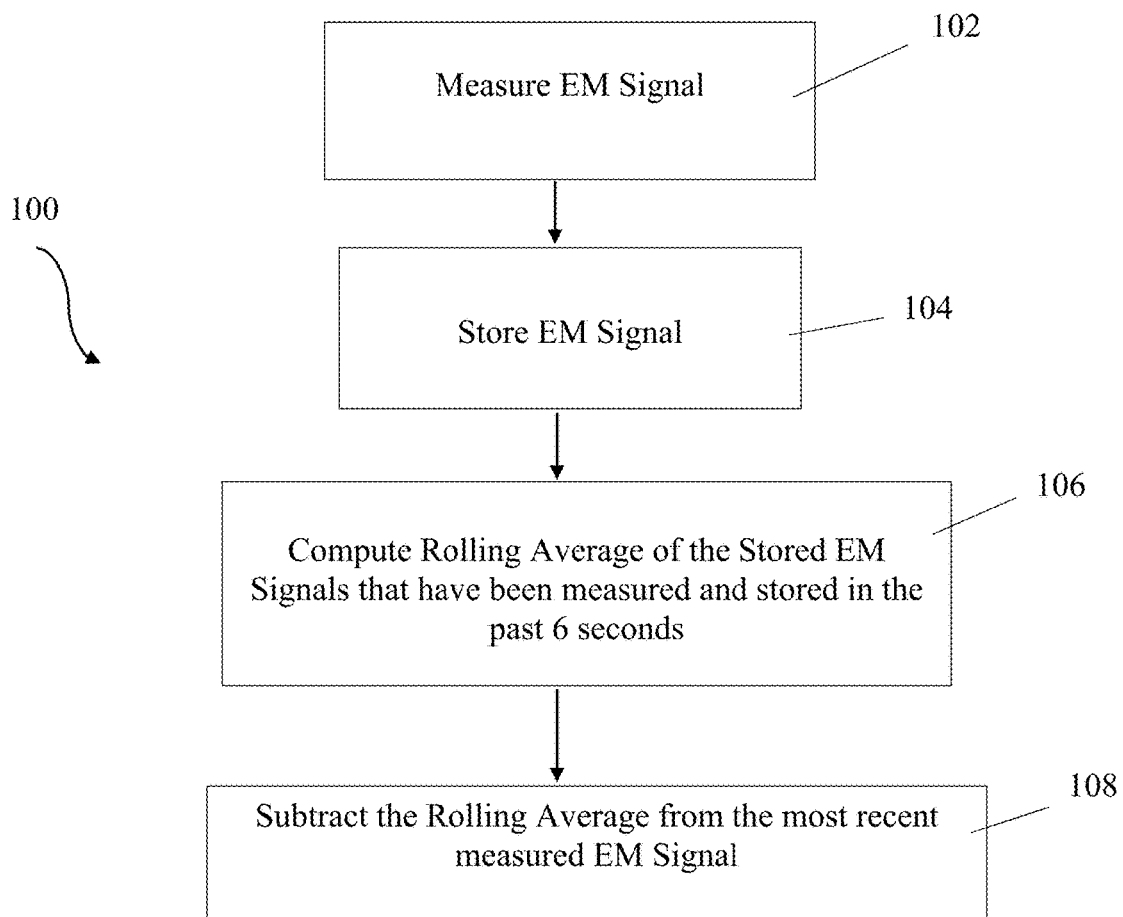 102
Measure EM Signal
100
104
Store EM Signal
106
Compute Rolling Average of the Stored EM
Signals that have been measured and stored in the
past 6 seconds
108
Subtract the Rolling Average from the most recent
measured EM Signal